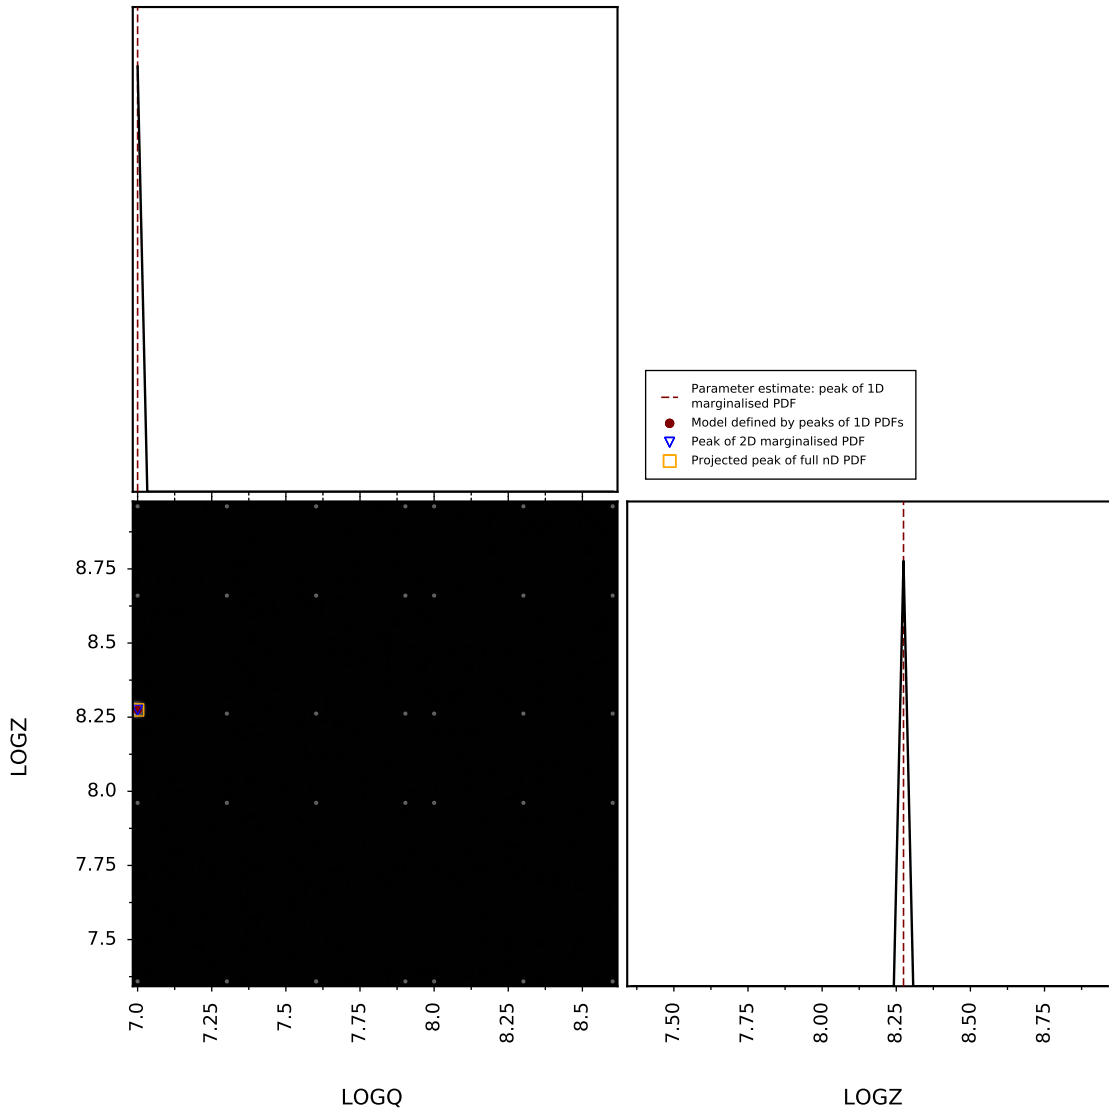 Parameter estimate: peak of 1D
marginalised PDF
Model defined by peaks of 1D PDFs
Peak of 2D marginalised PDF
Projected peak of full nD PDF
LOGZ
8.75
8.5
8.25
8.0
7.75
7.5
7.0
7.25
7.5
7.75
8.0
8.25
8.5
LOGQ
7.50
7.75
8.00
8.25
8.50
8.75
LOGZ